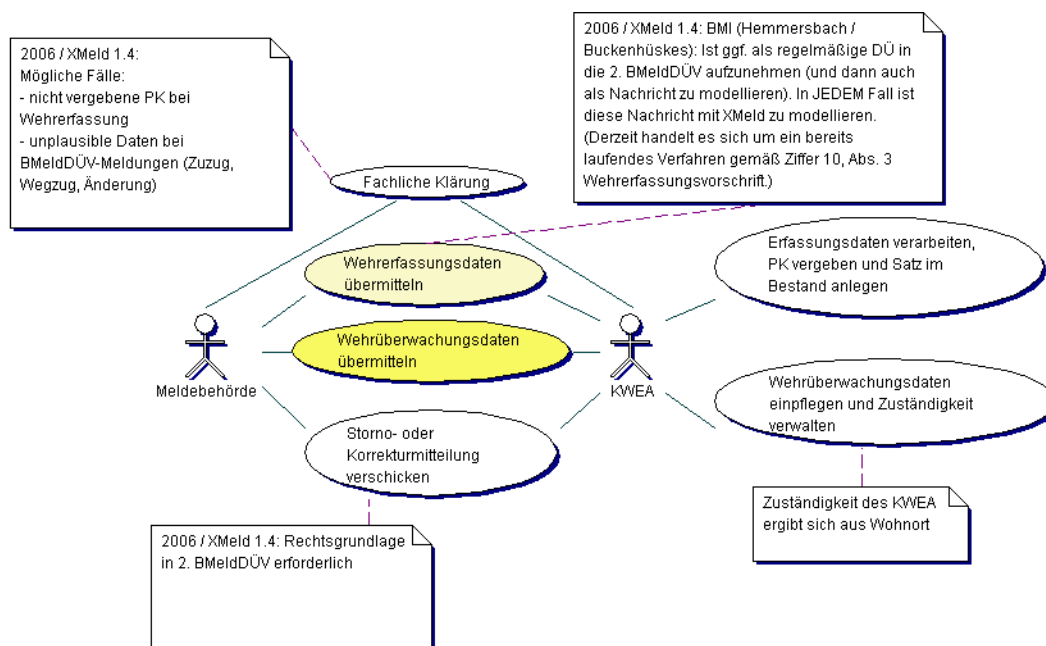 2006 / XMeld 1.4:
Mögliche Fälle:
- nicht vergebene PK bei
Wehrerfassung
- unplausible Daten bei
BMeldDÜV-Meldungen (Zuzug,
Wegzug, Änderung)
2006 / XMeld 1.4: BMI (Hemmersbach /
Buckenhüskes): Ist ggf. als regelmäßige DÜ in
die 2. BMeldDÜV aufzunehmen (und dann auch
als Nachricht zu modellieren). In JEDEM Fall ist
diese Nachricht mit XMeld zu modellieren.
(Derzeit handelt es sich um ein bereits
laufendes Verfahren gemäß Ziffer 10, Abs. 3
Wehrerfassungsvorschrift.)
Fachliche Klärung
Wehrerfassungsdaten
übermitteln
Erfassungsdaten verarbeiten,
PK vergeben und Satz im
Bestand anlegen
Wehrüberwachungsdaten
übermitteln
Meldebehörde
KWEA
Wehrüberwachungsdaten
einpflegen und Zuständigkeit
verwalten
Storno- oder
Korrekturmitteilung
verschicken
Zuständigkeit des KWEA
ergibt sich aus Wohnort
2006 / XMeld 1.4: Rechtsgrundlage
in 2. BMeldDÜV erforderlich